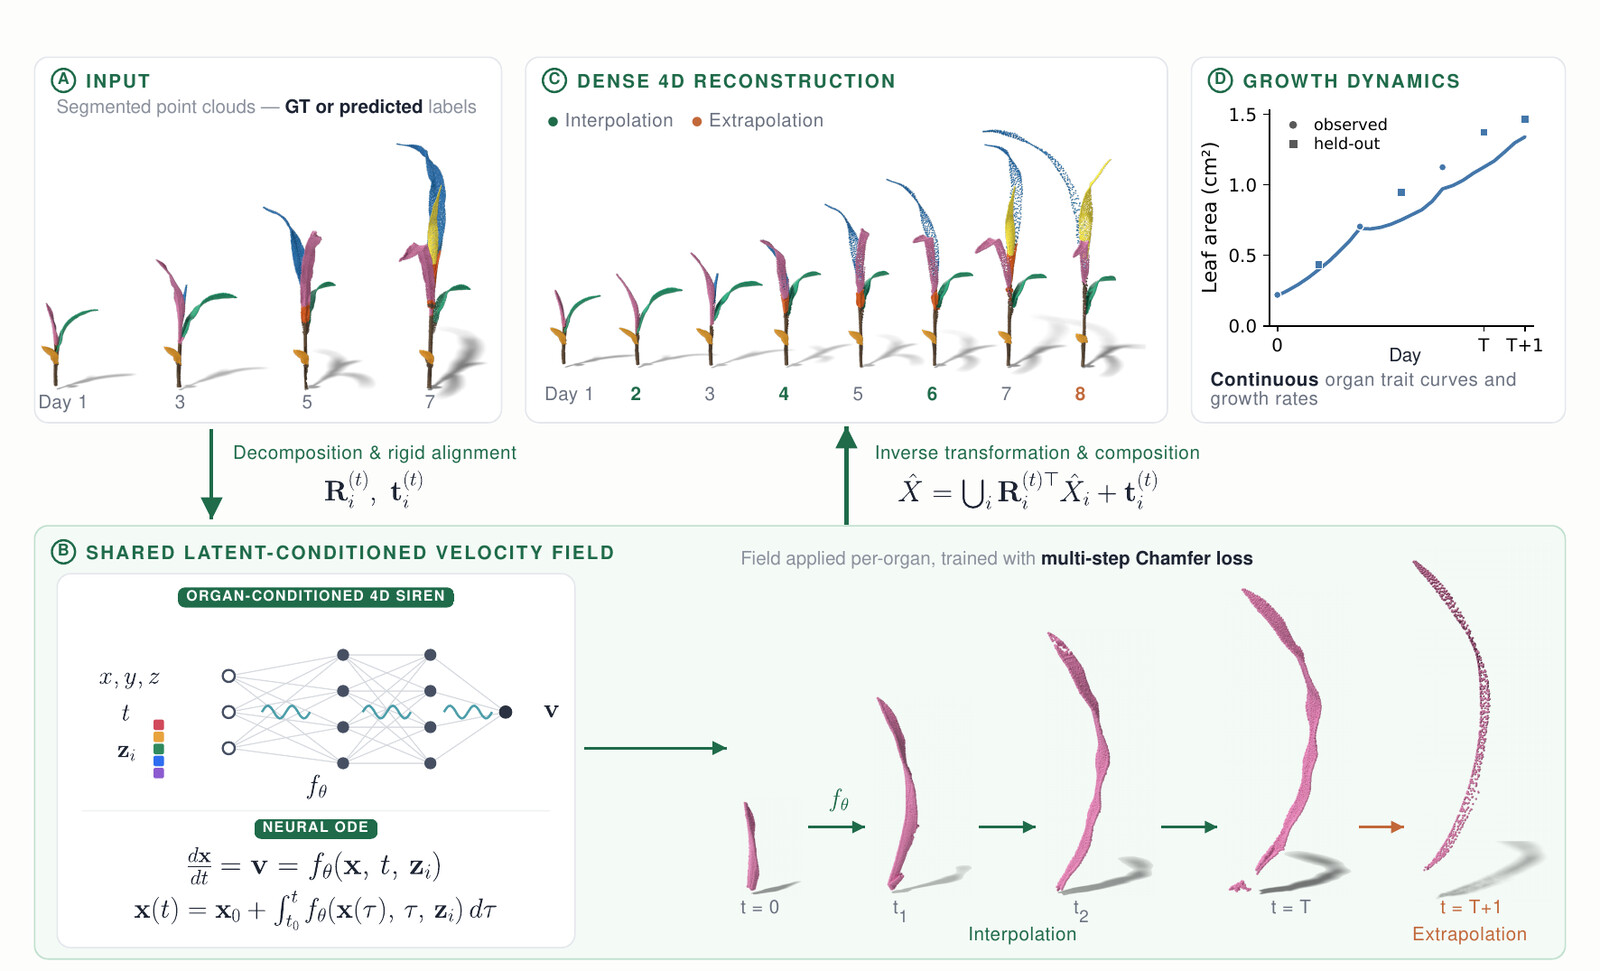 A INPUT
Segmented point clouds — GT or predicted labels
Day 1 3 5 7
C DENSE 4D RECONSTRUCTION
Interpolation Extrapolation
Day 1 2 3 4 5 6 7 8
D GROWTH DYNAMICS
1.5
1.0
0.5
0.0
Leaf area (cm²)
observed
held-out
0 T T+1
Day
Continuous organ trait curves and
growth rates
Decomposition & rigid alignment
R_i^{(t)}, t_i^{(t)}
Inverse transformation & composition
X̂ = ⋃_i R_i^{(t)⊤} X̂_i + t_i^{(t)}
B SHARED LATENT-CONDITIONED VELOCITY FIELD
Field applied per-organ, trained with multi-step Chamfer loss
ORGAN-CONDITIONED 4D SIREN
x, y, z
t
z_i
v
f_θ
NEURAL ODE
dx/dt = v = f_θ(x, t, z_i)
x(t) = x_0 + ∫_{t_0}^{t} f_θ(x(τ), τ, z_i) dτ
f_θ
t = 0 t_1 t_2 t = T t = T+1
Interpolation Extrapolation